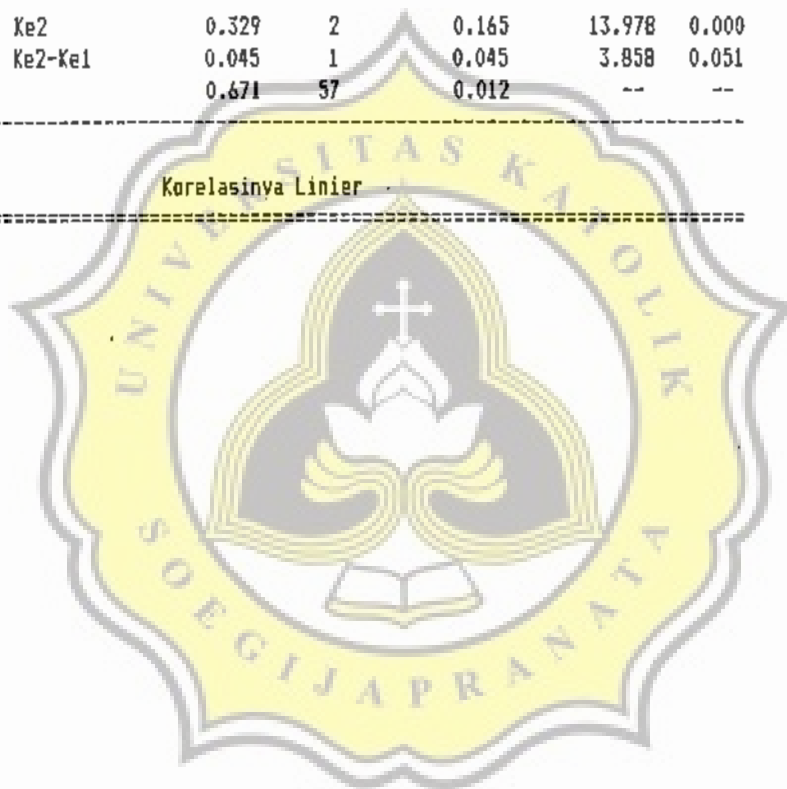 Ke2 0.329 2 0.165 13.978 0.000
Ke2-Ke1 0.045 1 0.045 3.858 0.051
0.671 57 0.012 -- --
Korelasinya Linier
UNIVERSITAS KATOLIK
SOEGIJAPRANATA